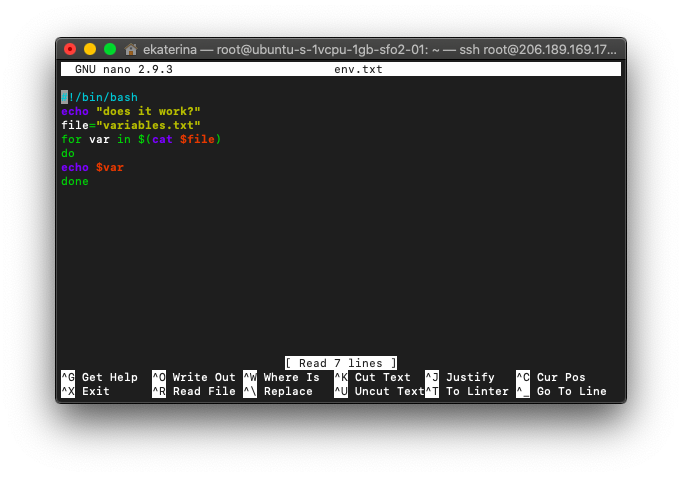 ekaterina — root@ubuntu-s-1vcpu-1gb-sfo2-01: ~ — ssh root@206.189.169.17...
GNU nano 2.9.3 env.txt
#!/bin/bash
echo "does it work?"
file="variables.txt"
for var in $(cat $file)
do
echo $var
done
[ Read 7 lines ]
^G Get Help ^O Write Out ^W Where Is ^K Cut Text ^J Justify ^C Cur Pos
^X Exit ^R Read File ^\ Replace ^U Uncut Text ^T To Linter ^_ Go To Line